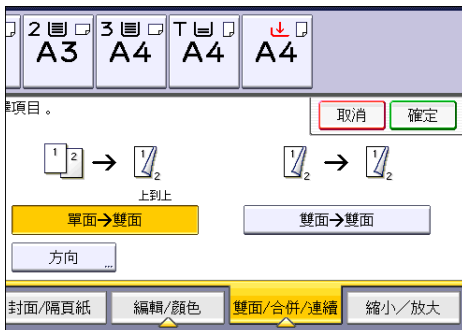 2 3 T
A3 A4 A4 A4
擇項目。
取消 確定
1 2 1 2 1 2 1 2
上到上
單面→雙面 雙面→雙面
方向
封面/隔頁紙 編輯/顏色 雙面/合併/連續 縮小/放大